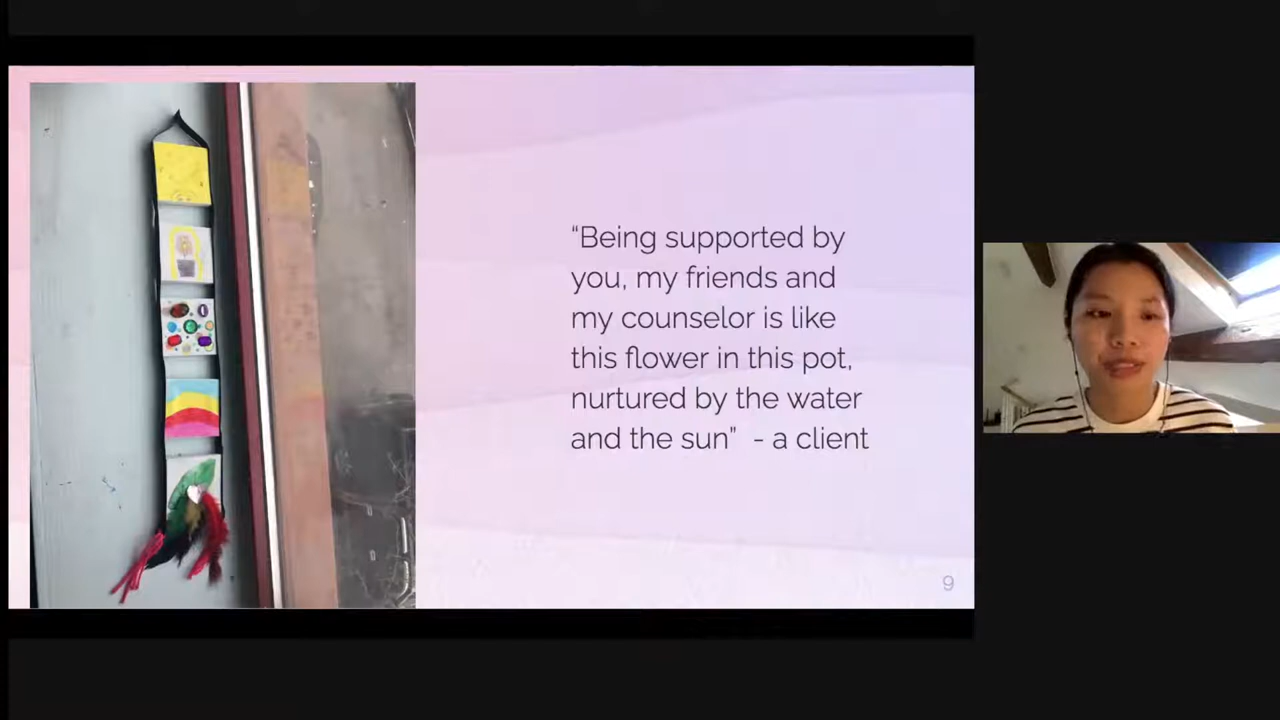 “Being supported by
you, my friends and
my counselor is like
this flower in this pot,
nurtured by the water
and the sun”  - a client
9